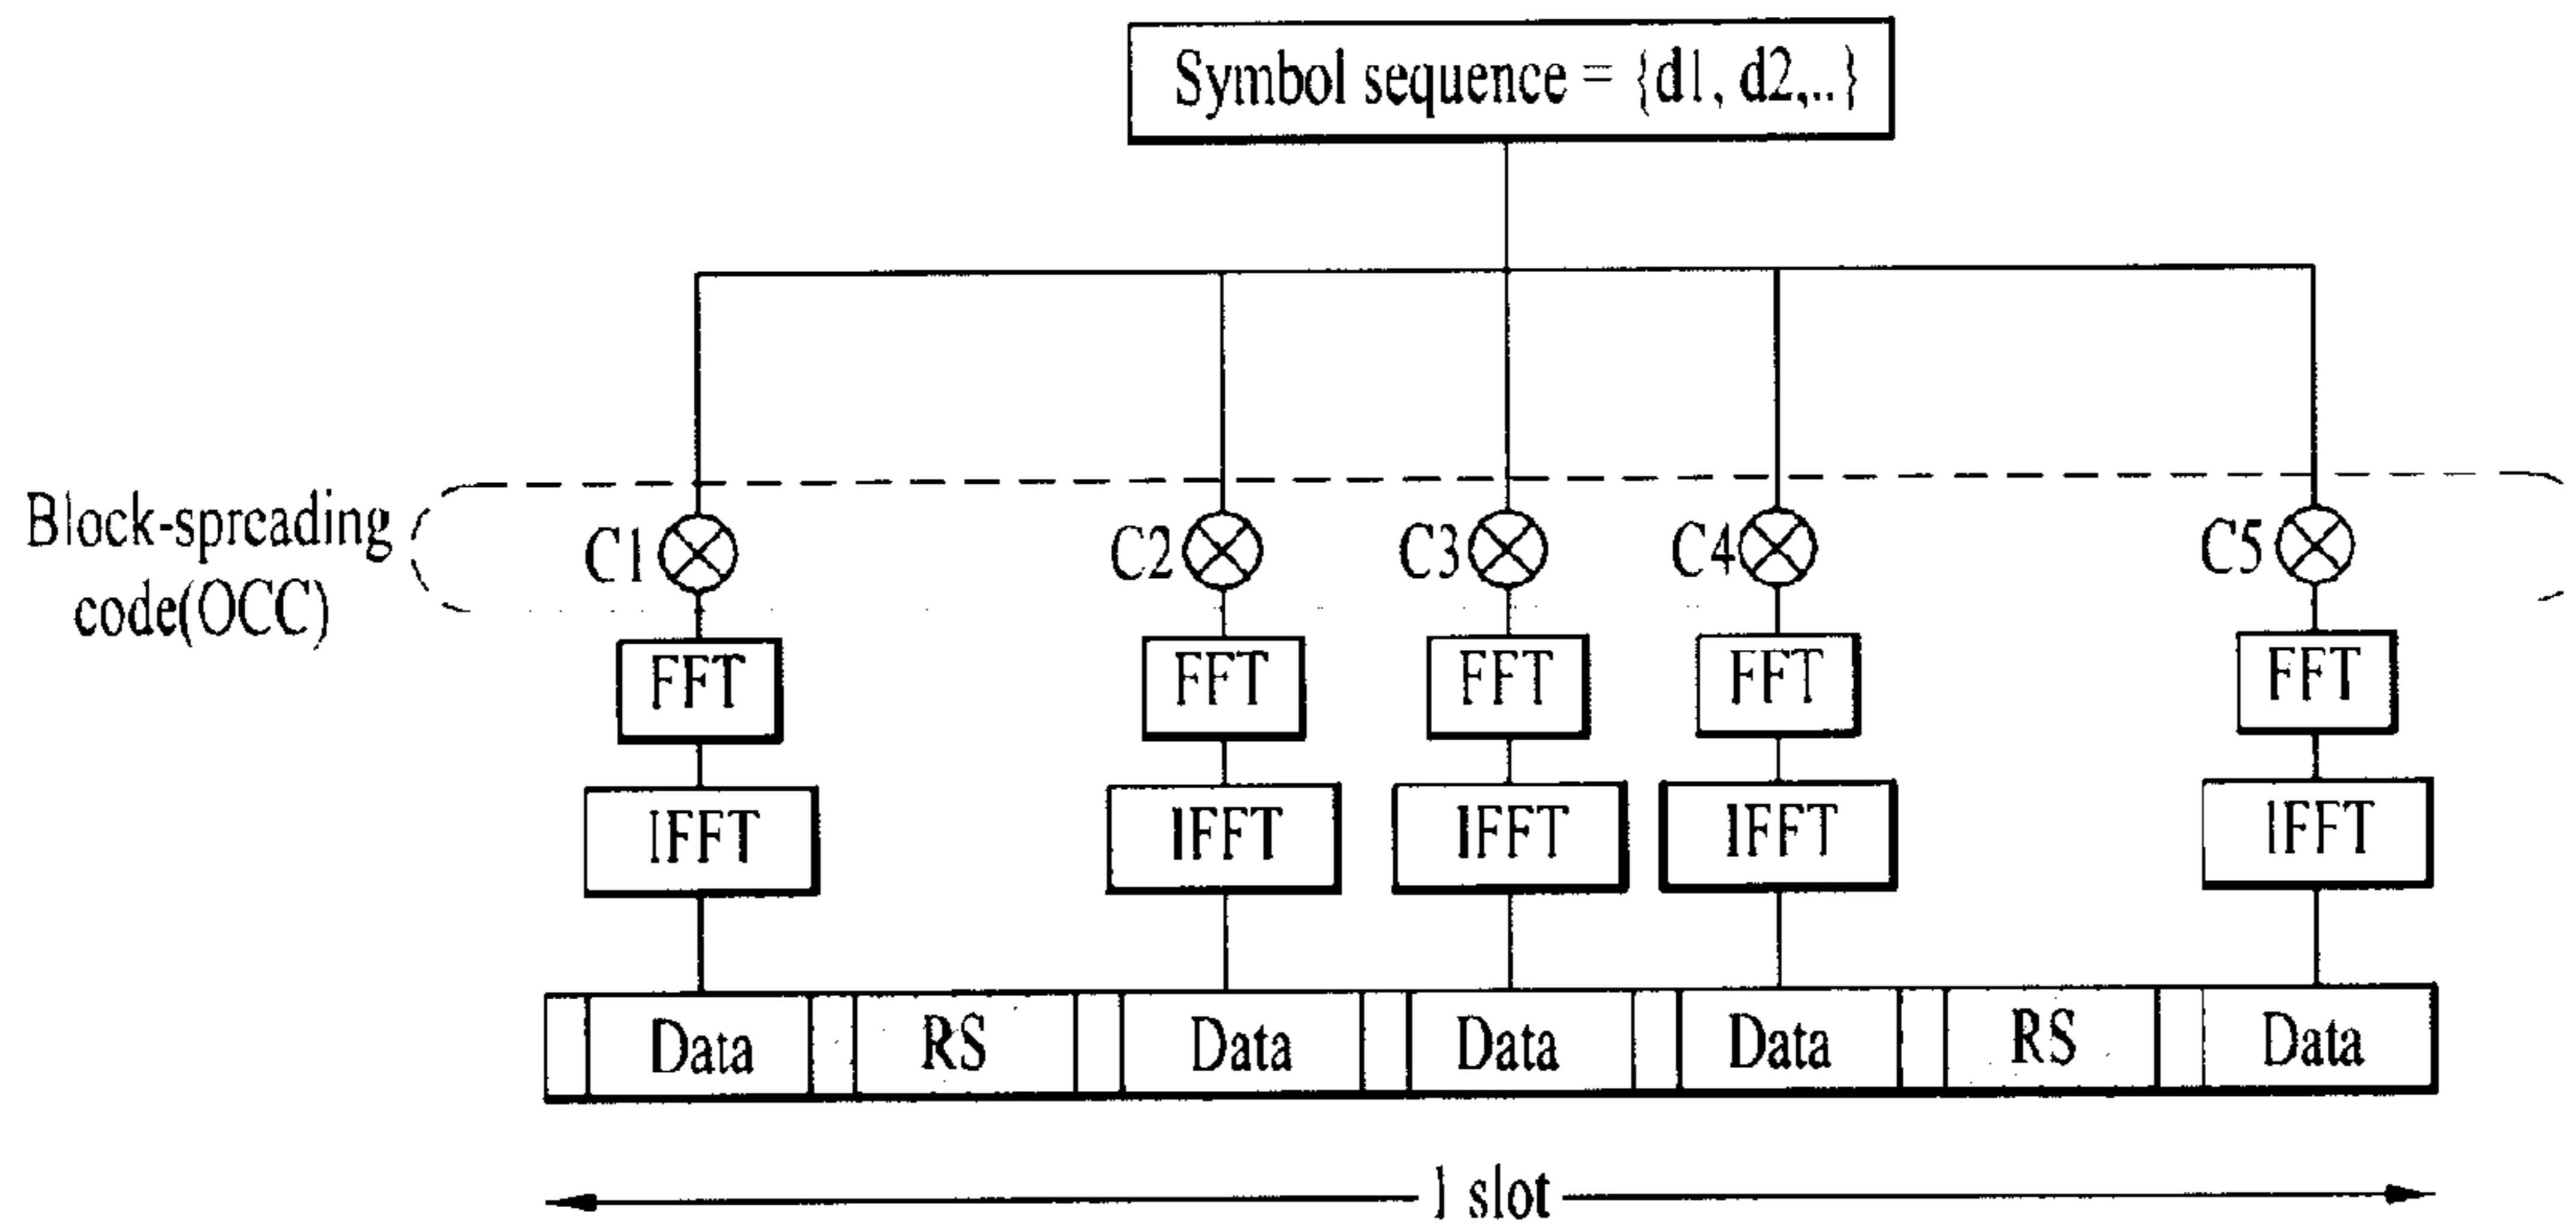 Symbol sequence = {d1, d2,..}
Block-spreading
code(OCC)
C1 C2 C3 C4 C5
FFT FFT FFT FFT FFT
IFFT IFFT IFFT IFFT IFFT
Data RS Data Data Data RS Data
1 slot